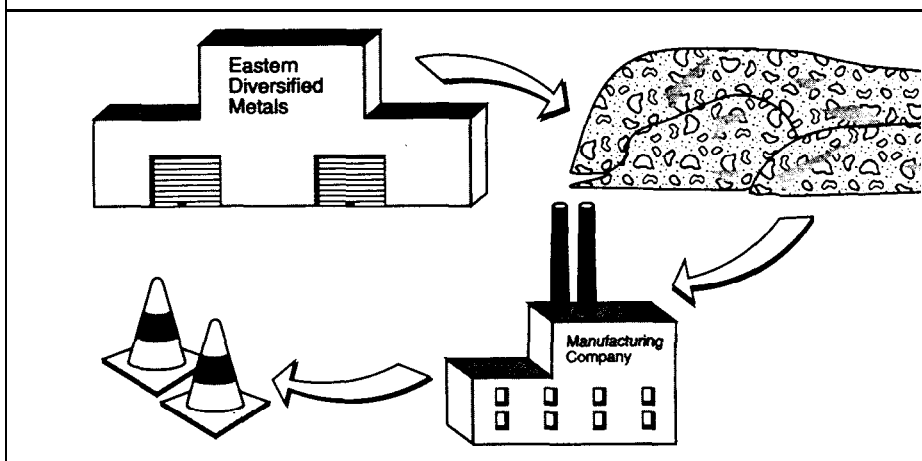 Eastern
Diversified
Metals
Manufacturing
Company